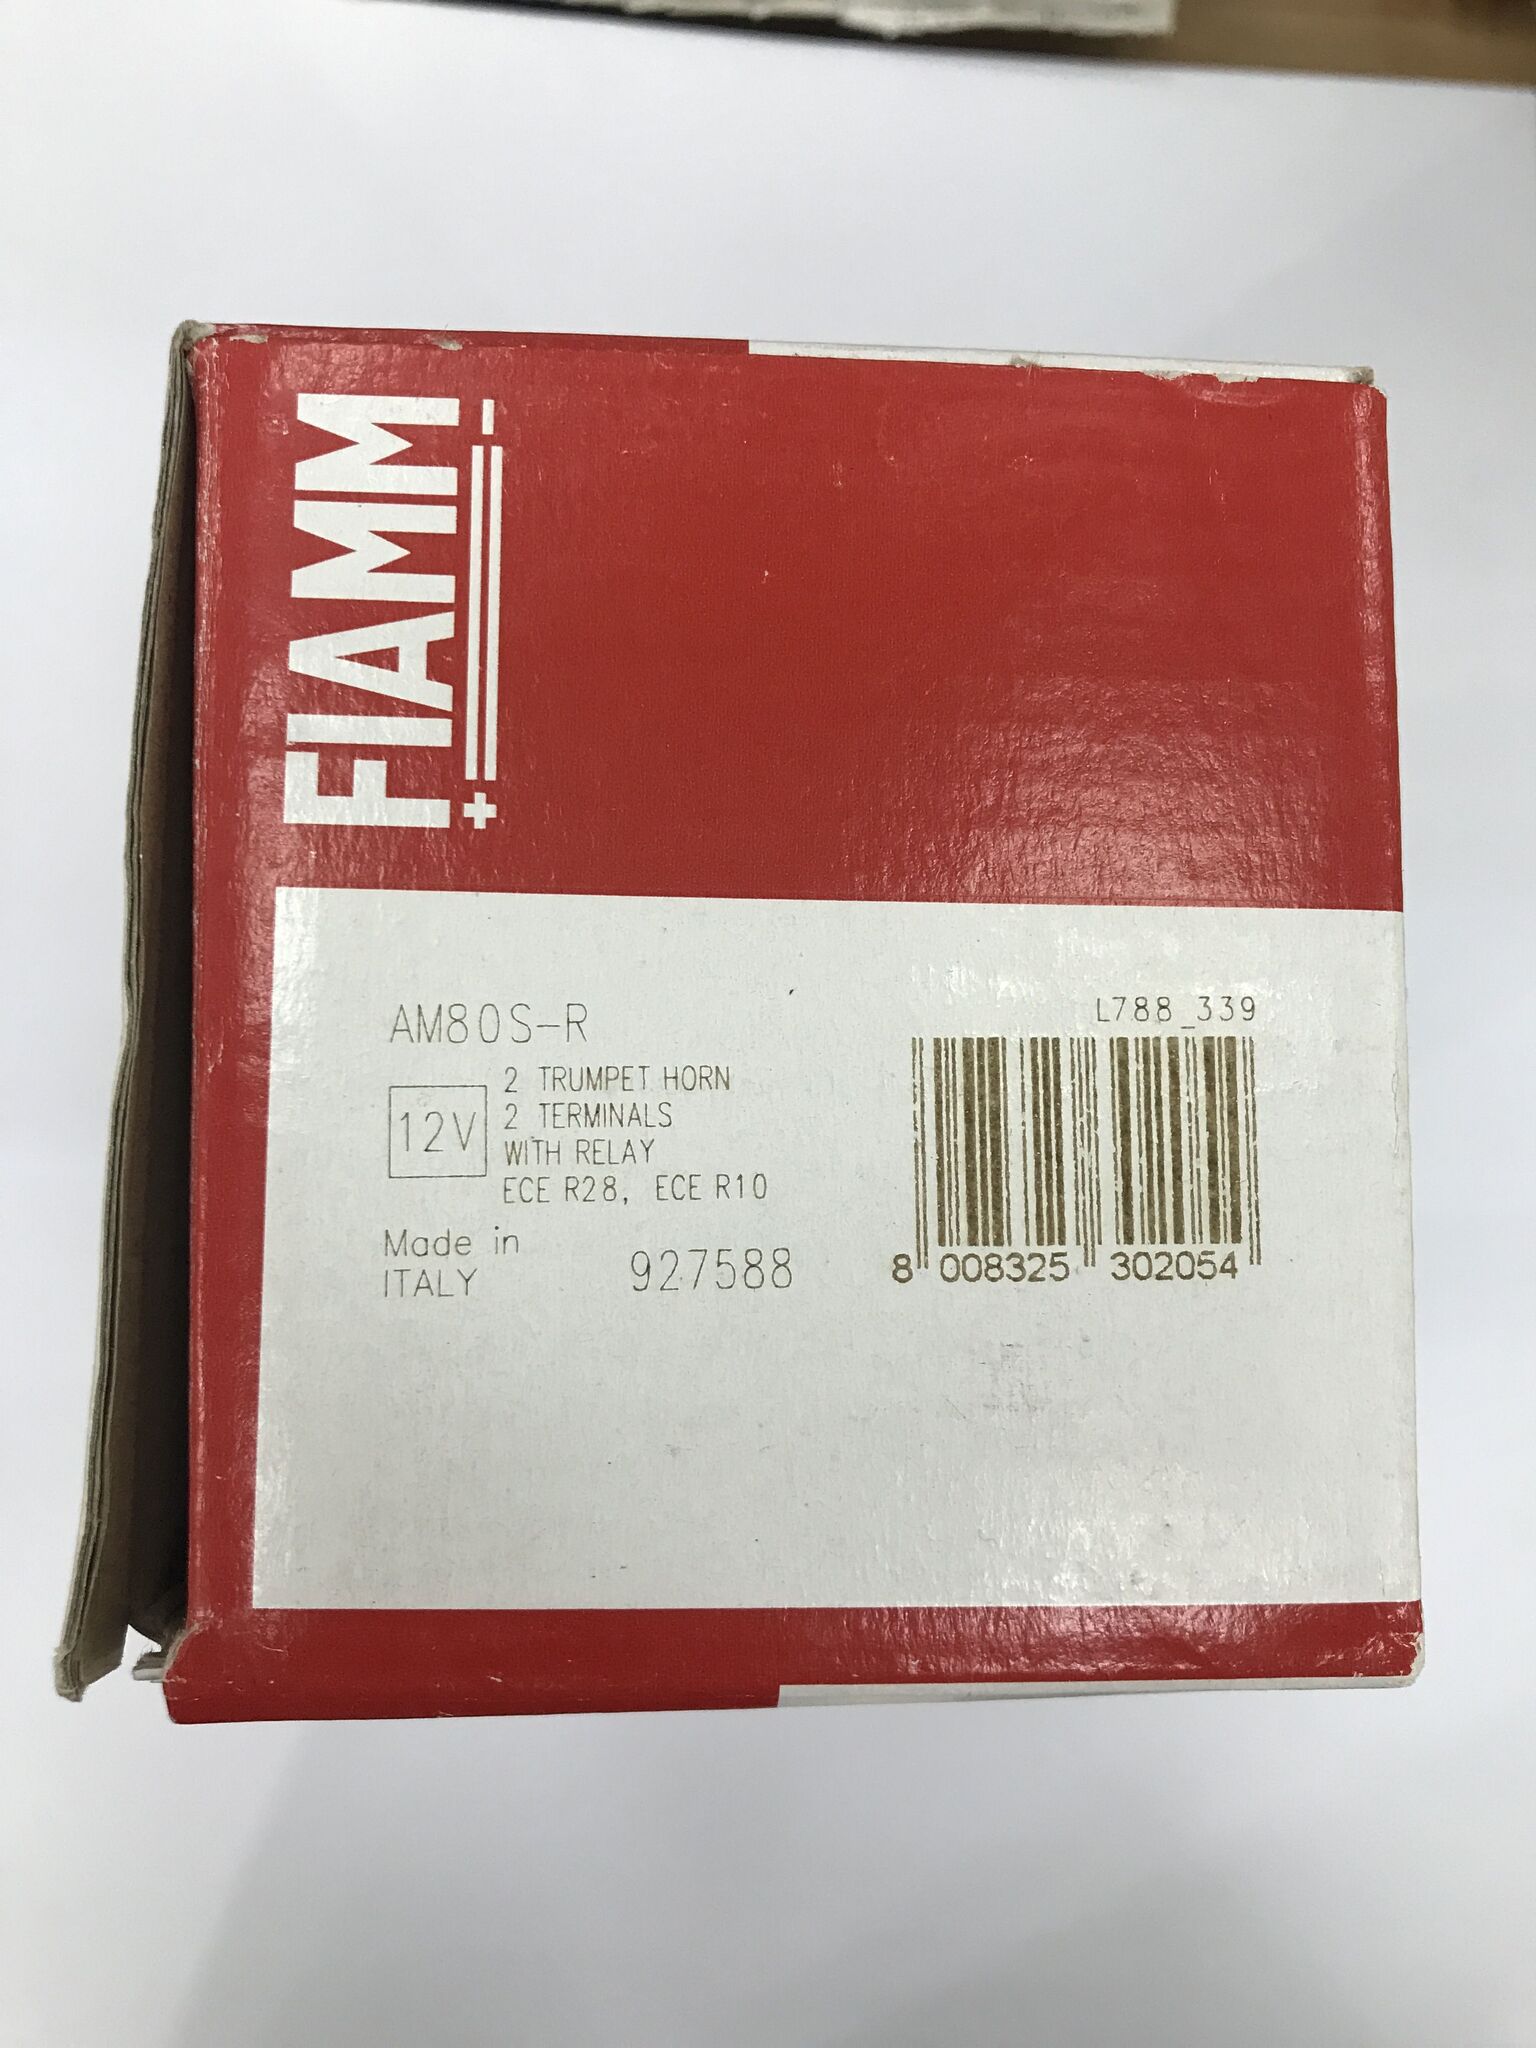 FIAMM
- +
AM80S-R
12V
2 TRUMPET HORN
2 TERMINALS
WITH RELAY
ECE R28, ECE R10
Made in
ITALY
927588
L788_339
8 008325 302054